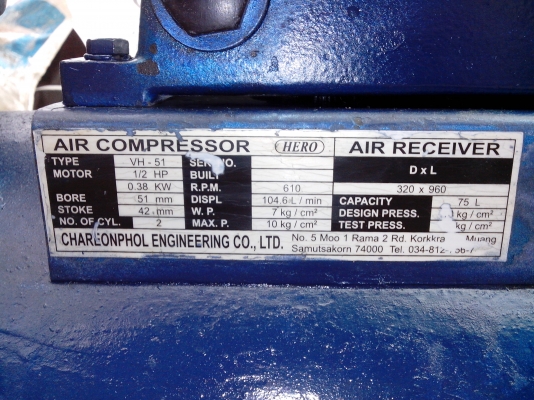 AIR COMPRESSOR HERO AIR RECEIVER
TYPE VH - 51 SER. NO. D x L
MOTOR 1/2 HP BUILT
0.38 KW R.P.M. 610 320 x 960
BORE 51 mm DISPL 104.6 L / min CAPACITY 75 L
STOKE 42 mm W. P. 7 kg / cm² DESIGN PRESS. kg / cm²
NO. OF CYL. 2 MAX. P. 10 kg / cm² TEST PRESS. kg / cm²
CHAREONPHOL ENGINEERING CO., LTD. No. 5 Moo 1 Rama 2 Rd. Korkkra Muang
Samutsakorn 74000 Tel. 034-812